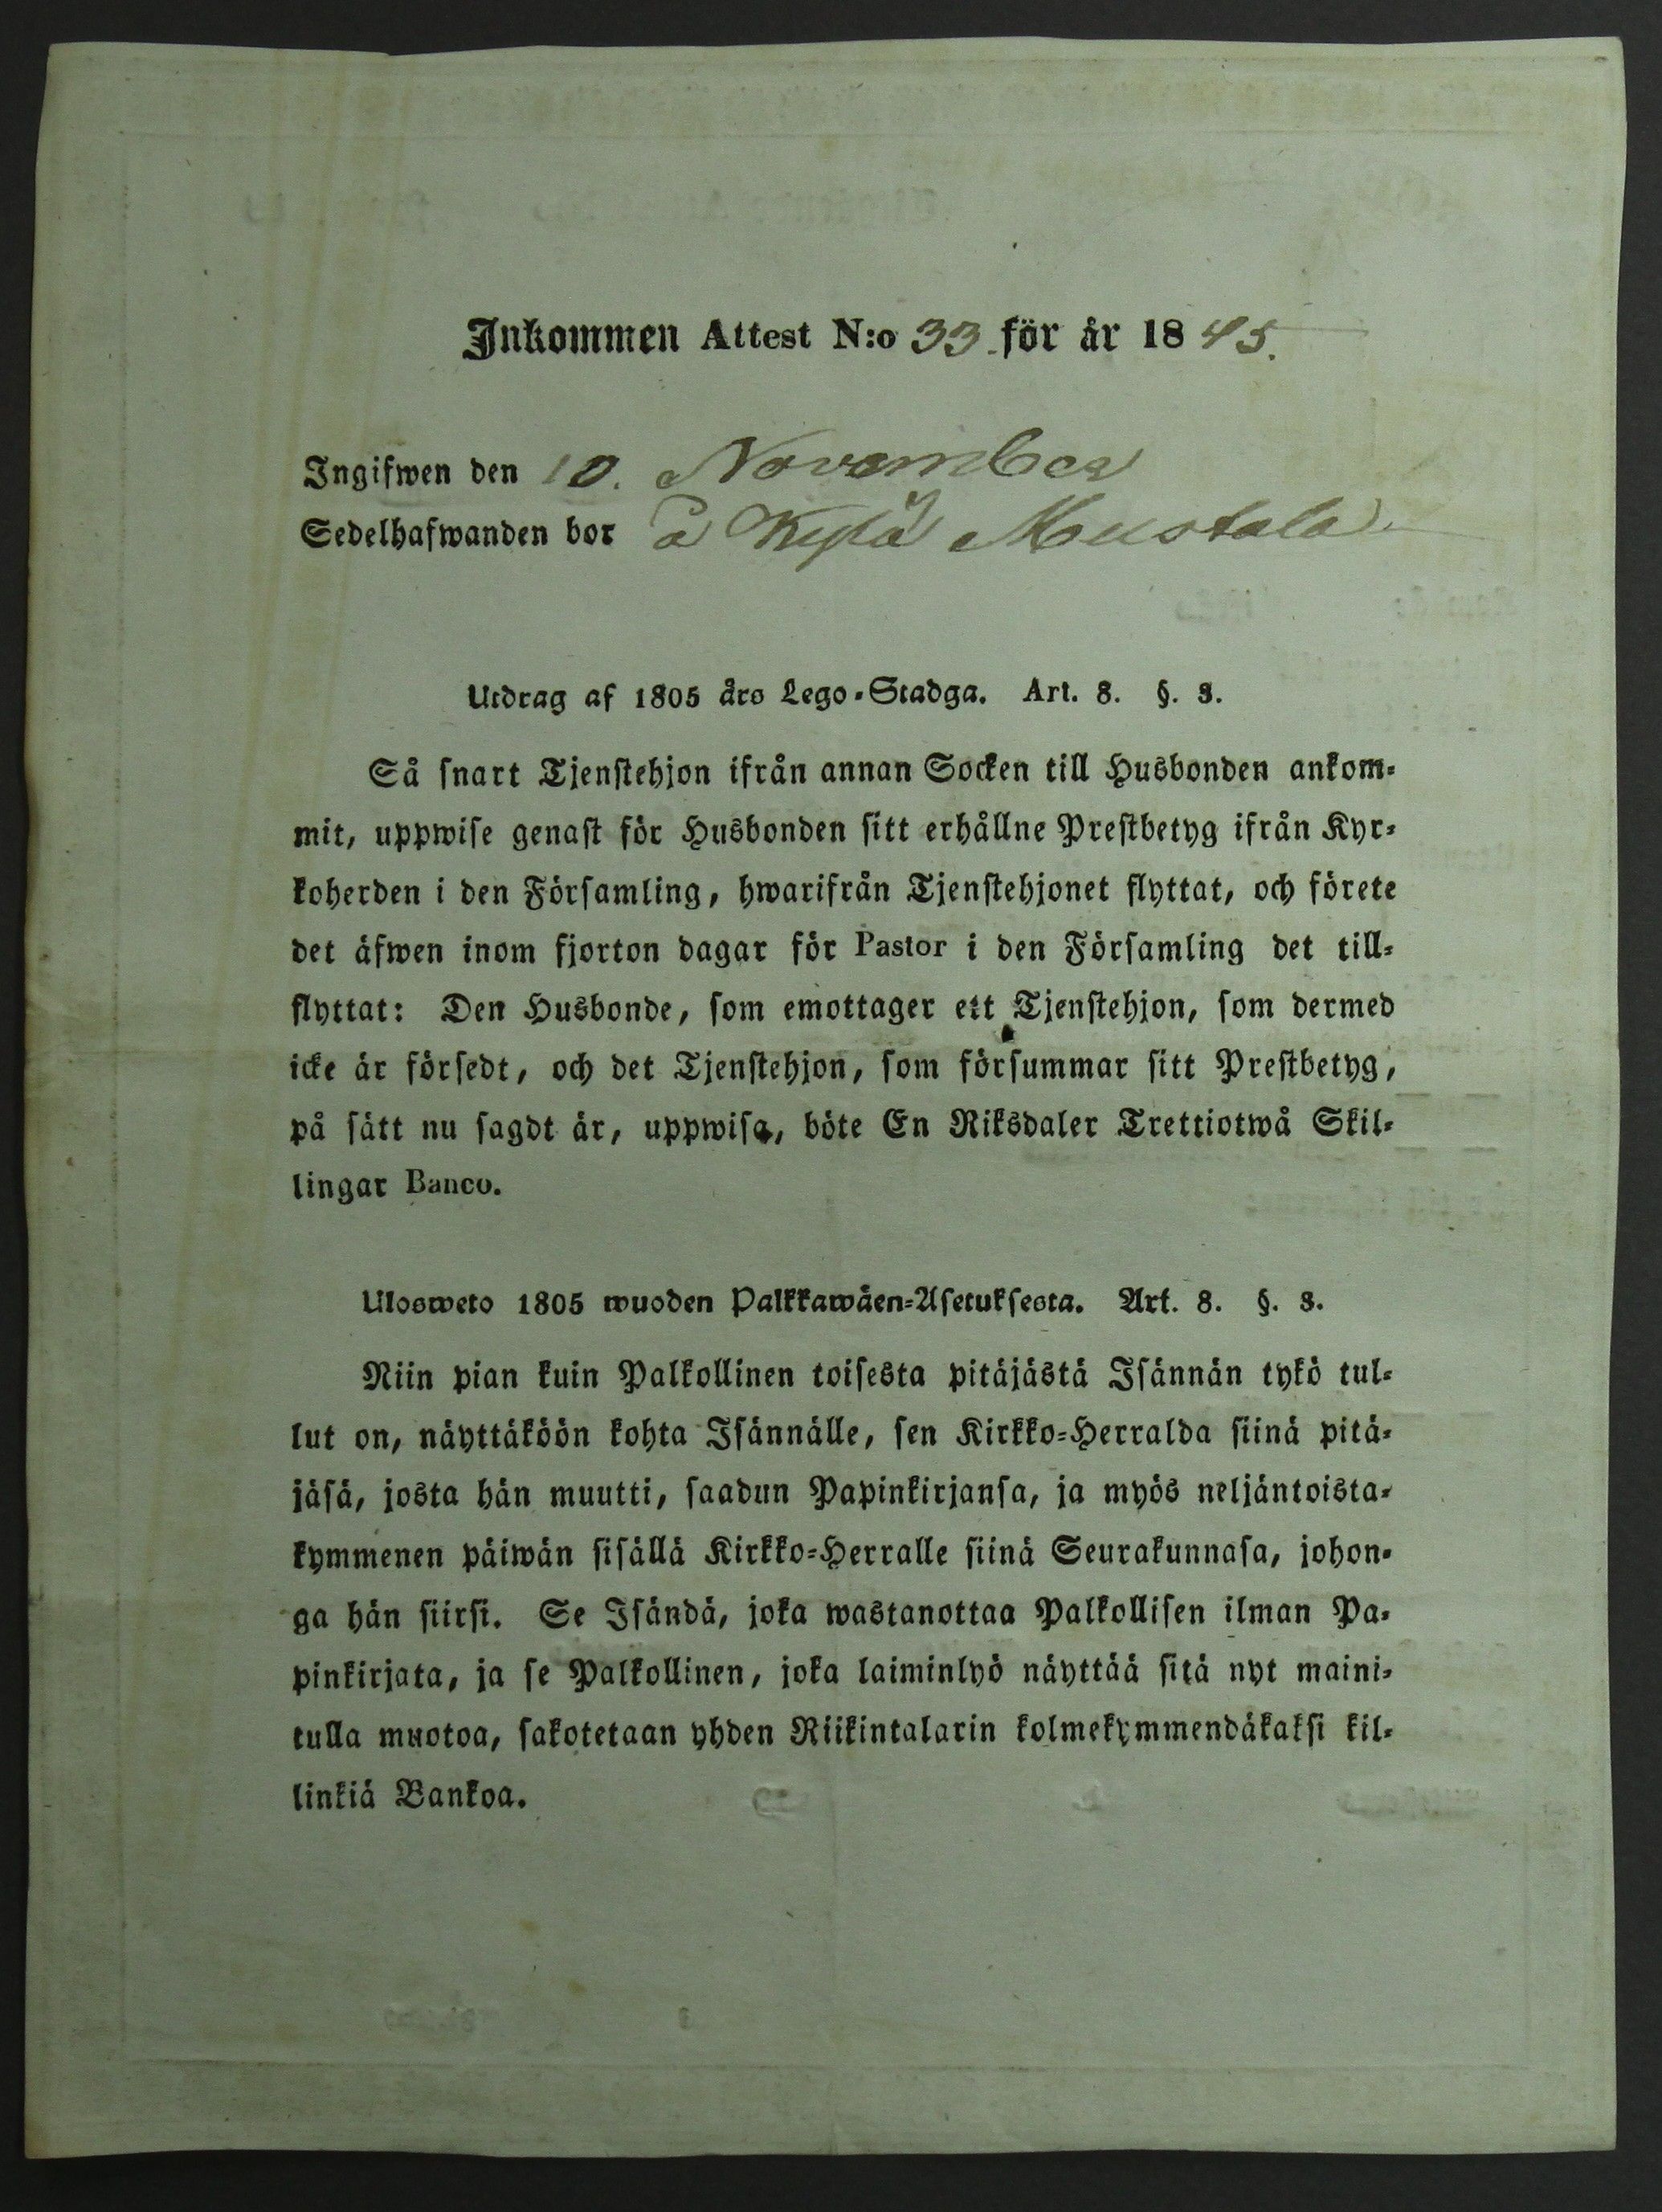 Inkommen Attest N:o 33. för år 1845.
Ingifwen den 10. November
Sedelhafwanden bor å Kylä Mustala
Utdrag af 1805 års Lego-Stadga. Art. 8. §. 3.
Så snart Tjenstehjon ifrån annan Socken till Husbonden ankom-
mit, uppwise genast för Husbonden sitt erhållne Prestbetyg ifrån Kyr-
koherden i den Församling, hwarifrån Tjenstehjonet flyttat, och förete
det äfwen inom fjorton dagar för Pastor i den Församling det till-
flyttat: Den Husbonde, som emottager ett Tjenstehjon, som dermed
icke är försedt, och det Tjenstehjon, som försummar sitt Prestbetyg,
på sätt nu sagdt är, uppwisa, böte En Riksdaler Trettiotwå Skil-
lingar Banco.
Ulosweto 1805 wuoden Palkkawäen-Asetuksesta. Art. 8. §. 3.
Niin pian kuin Palkollinen toisesta pitäjästä Isännän tykö tul-
lut on, näyttäköön kohta Isännälle, sen Kirkko-Herralda siinä pitä-
jäsä, josta hän muutti, saadun Papinkirjansa, ja myös neljäntoista-
kymmenen päiwän sisällä Kirkko-Herralle siinä Seurakunnasa, johon-
ga hän siirsi. Se Isändä, joka wastanottaa Palkollisen ilman Pa-
pinkirjata, ja se Palkollinen, joka laiminlyö näyttää sitä nyt maini-
tulla muotoa, sakotetaan yhden Riikintalarin kolmekymmendäkaksi kil-
linkiä Bankoa.